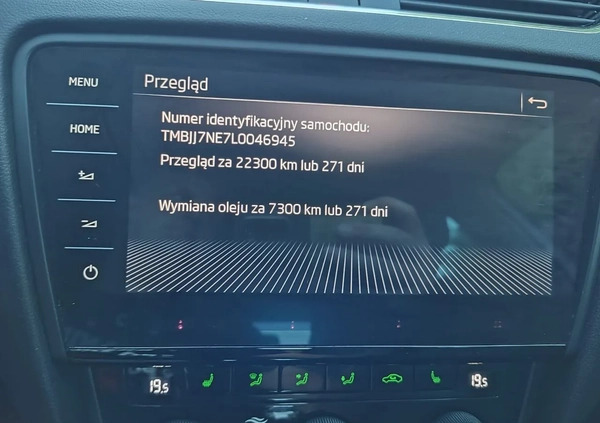 MENU
Przegląd
HOME
Numer identyfikacyjny samochodu:
TMBJJ7NE7L0046945
Przegląd za 22300 km lub 271 dni
Wymiana oleju za 7300 km lub 271 dni
19.5
19.5